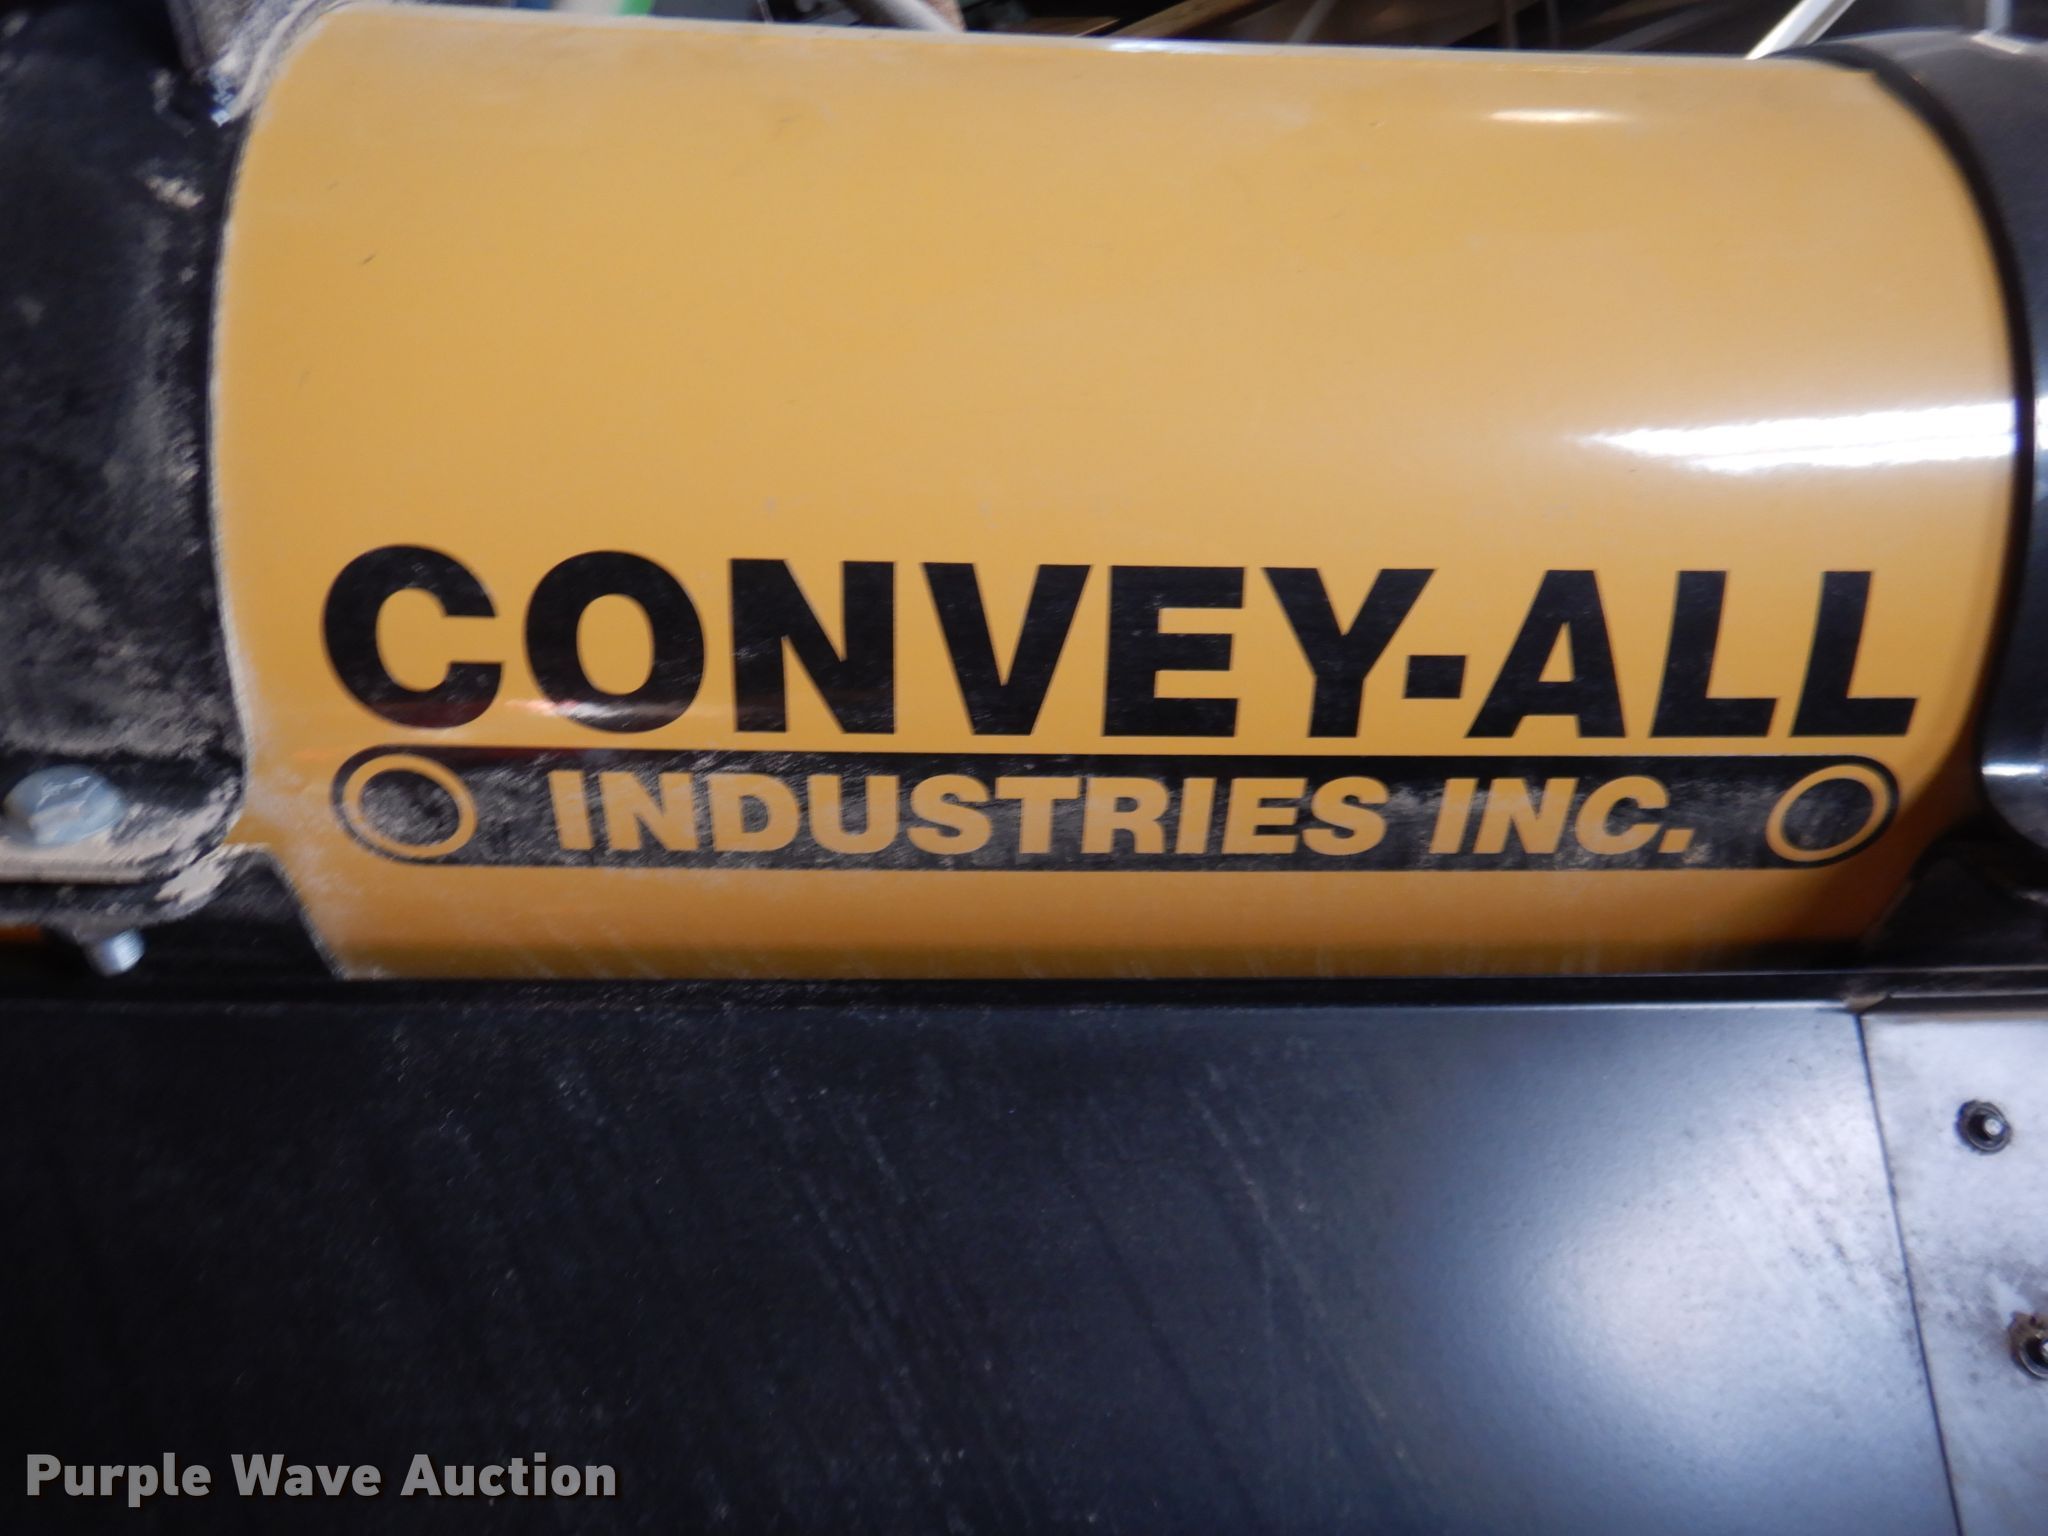 CONVEY-ALL
INDUSTRIES INC.
Purple Wave Auction